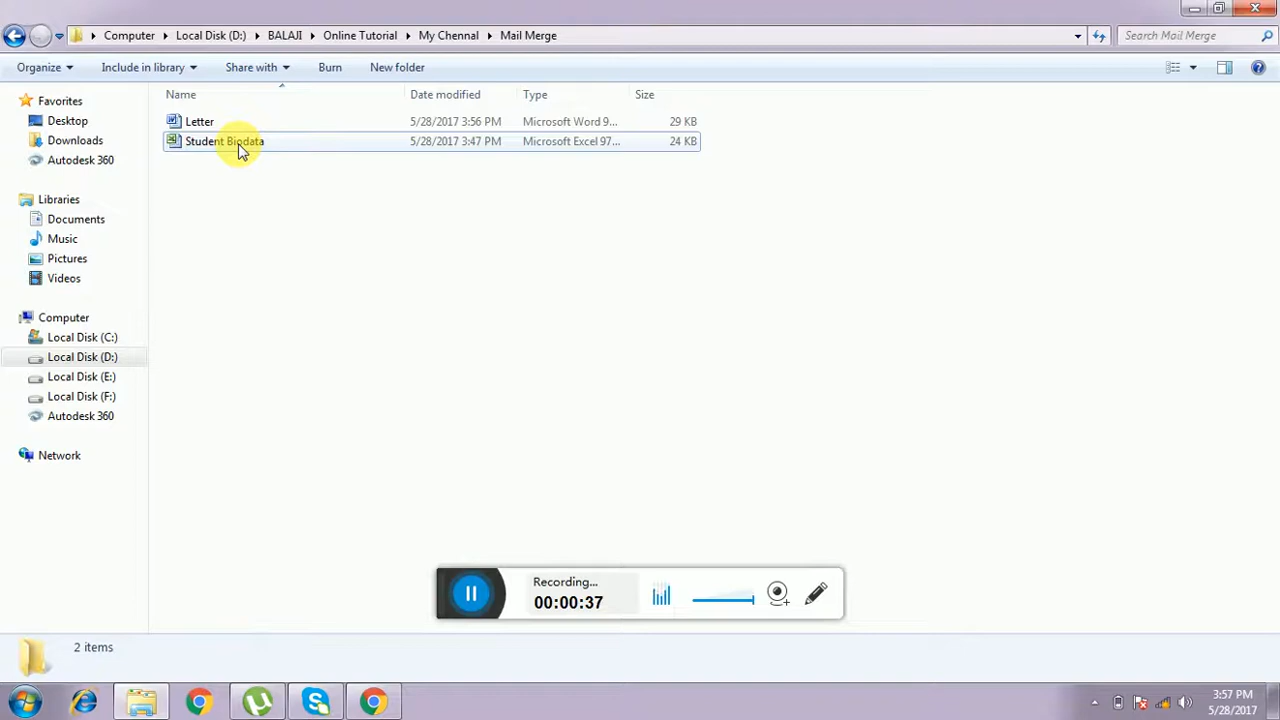 Computer Local Disk (D:) BALAJI Online Tutorial My Chennal Mail Merge Search Mail Merge
Organize Include in library Share with Burn New folder
Favorites
Desktop
Downloads
Autodesk 360
Libraries
Documents
Music
Pictures
Videos
Computer
Local Disk (C:)
Local Disk (D:)
Local Disk (E:)
Local Disk (F:)
Autodesk 360
Network
Name Date modified Type Size
Letter 5/28/2017 3:56 PM Microsoft Word 9... 29 KB
Student Biodata 5/28/2017 3:47 PM Microsoft Excel 97... 24 KB
Recording...
00:00:37
2 items
3:57 PM
5/28/2017